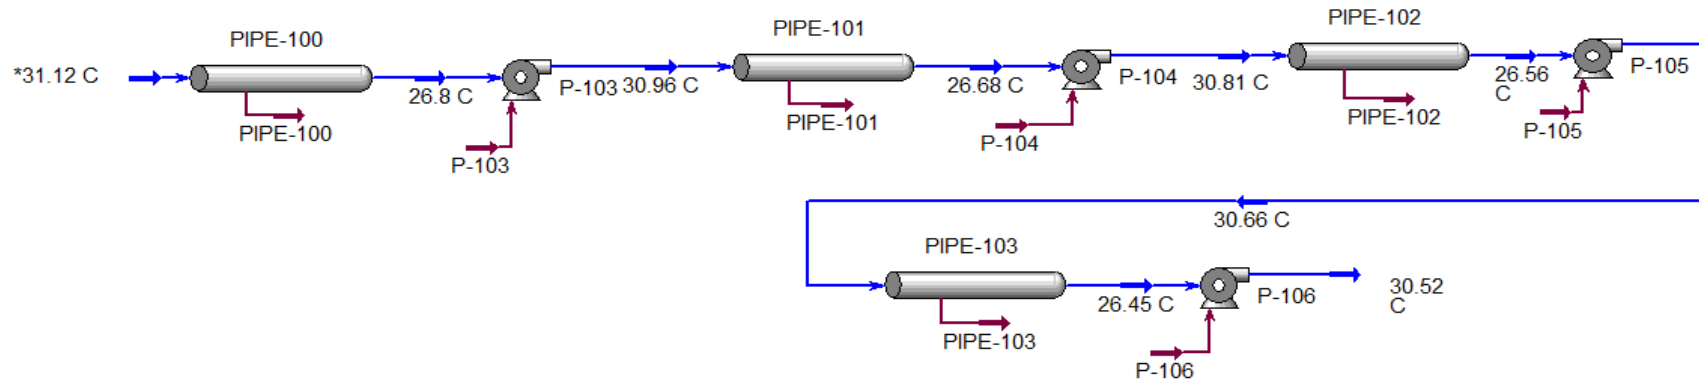 PIPE-100
*31.12 C
26.8 C
PIPE-100
P-103
P-103
30.96 C
PIPE-101
PIPE-101
26.68 C
P-104
P-104
30.81 C
PIPE-102
PIPE-102
26.56
C
P-105
P-105
30.66 C
PIPE-103
PIPE-103
26.45 C
P-106
P-106
30.52
C